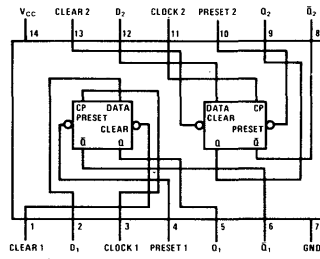 VCC CLEAR 2 D2 CLOCK 2 PRESET 2 Q2 Q̄2
14 13 12 11 10 9 8
CP DATA
PRESET
CLEAR
Q̄ Q
DATA CP
CLEAR
PRESET
Q Q̄
1 2 3 4 5 6 7
CLEAR 1 D1 CLOCK 1 PRESET 1 Q1 Q̄1 GND